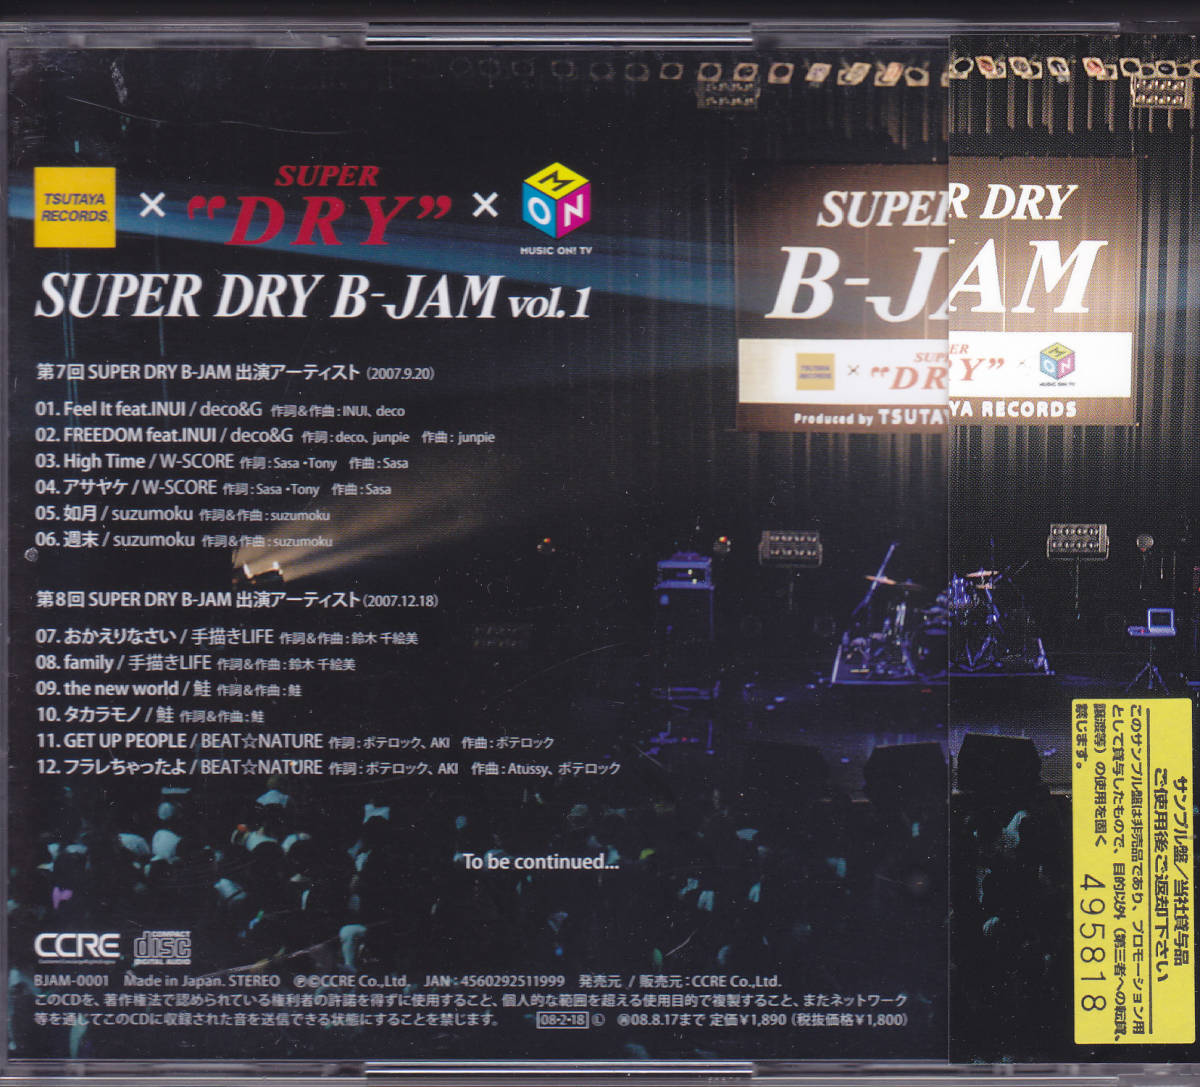 TSUTAYA
RECORDS
×
SUPER
"DRY"
×
M
ON
MUSIC ON! TV
SUPER DRY B-JAM vol.1
第7回 SUPER DRY B-JAM 出演アーティスト (2007.9.20)
01. Feel It feat.INUI / deco&G 作詞&作曲:INUI、deco
02. FREEDOM feat.INUI / deco&G 作詞:deco、junpie 作曲:junpie
03. High Time / W-SCORE 作詞:Sasa・Tony 作曲:Sasa
04. アサヤケ / W-SCORE 作詞:Sasa・Tony 作曲:Sasa
05. 如月 / suzumoku 作詞&作曲:suzumoku
06. 週末 / suzumoku 作詞&作曲:suzumoku
第8回 SUPER DRY B-JAM 出演アーティスト (2007.12.18)
07. おかえりなさい / 手描きLIFE 作詞&作曲:鈴木 千絵美
08. family / 手描きLIFE 作詞&作曲:鈴木 千絵美
09. the new world / 鮭 作詞&作曲:鮭
10. タカラモノ / 鮭 作詞&作曲:鮭
11. GET UP PEOPLE / BEAT☆NATURE 作詞:ポテロック、AKI 作曲:ポテロック
12. フラレちゃったよ / BEAT☆NATURE 作詞:ポテロック、AKI 作曲:Atussy、ポテロック
To be continued...
CCRE
COMPACT
disc
DIGITAL AUDIO
BJAM-0001 Made in Japan. STEREO ℗©CCRE Co.,Ltd. JAN:4560292511999 発売元 / 販売元:CCRE Co.,Ltd.
このCDを、著作権法で認められている権利者の許諾を得ずに使用すること、個人的な範囲を超える使用目的で複製すること、またネットワーク
等を通じてこのCDに収録された音を送信できる状態にすることを禁じます。 08-2-18 Ⓛ ㊞08.8.17まで 定価¥1,890 (税抜価格¥1,800)
SUPER DRY
B-JAM
TSUTAYA
RECORDS
×
SUPER
"DRY"
×
MUSIC ON! TV
Produced by TSUTAYA RECORDS
サンプル盤/当社貸与品
ご使用後ご返却下さい
このサンプル盤は非売品であり、プロモーション用
として貸与したもので、目的以外(第三者への転売、
譲渡等)の使用を固く
禁じます。
495818